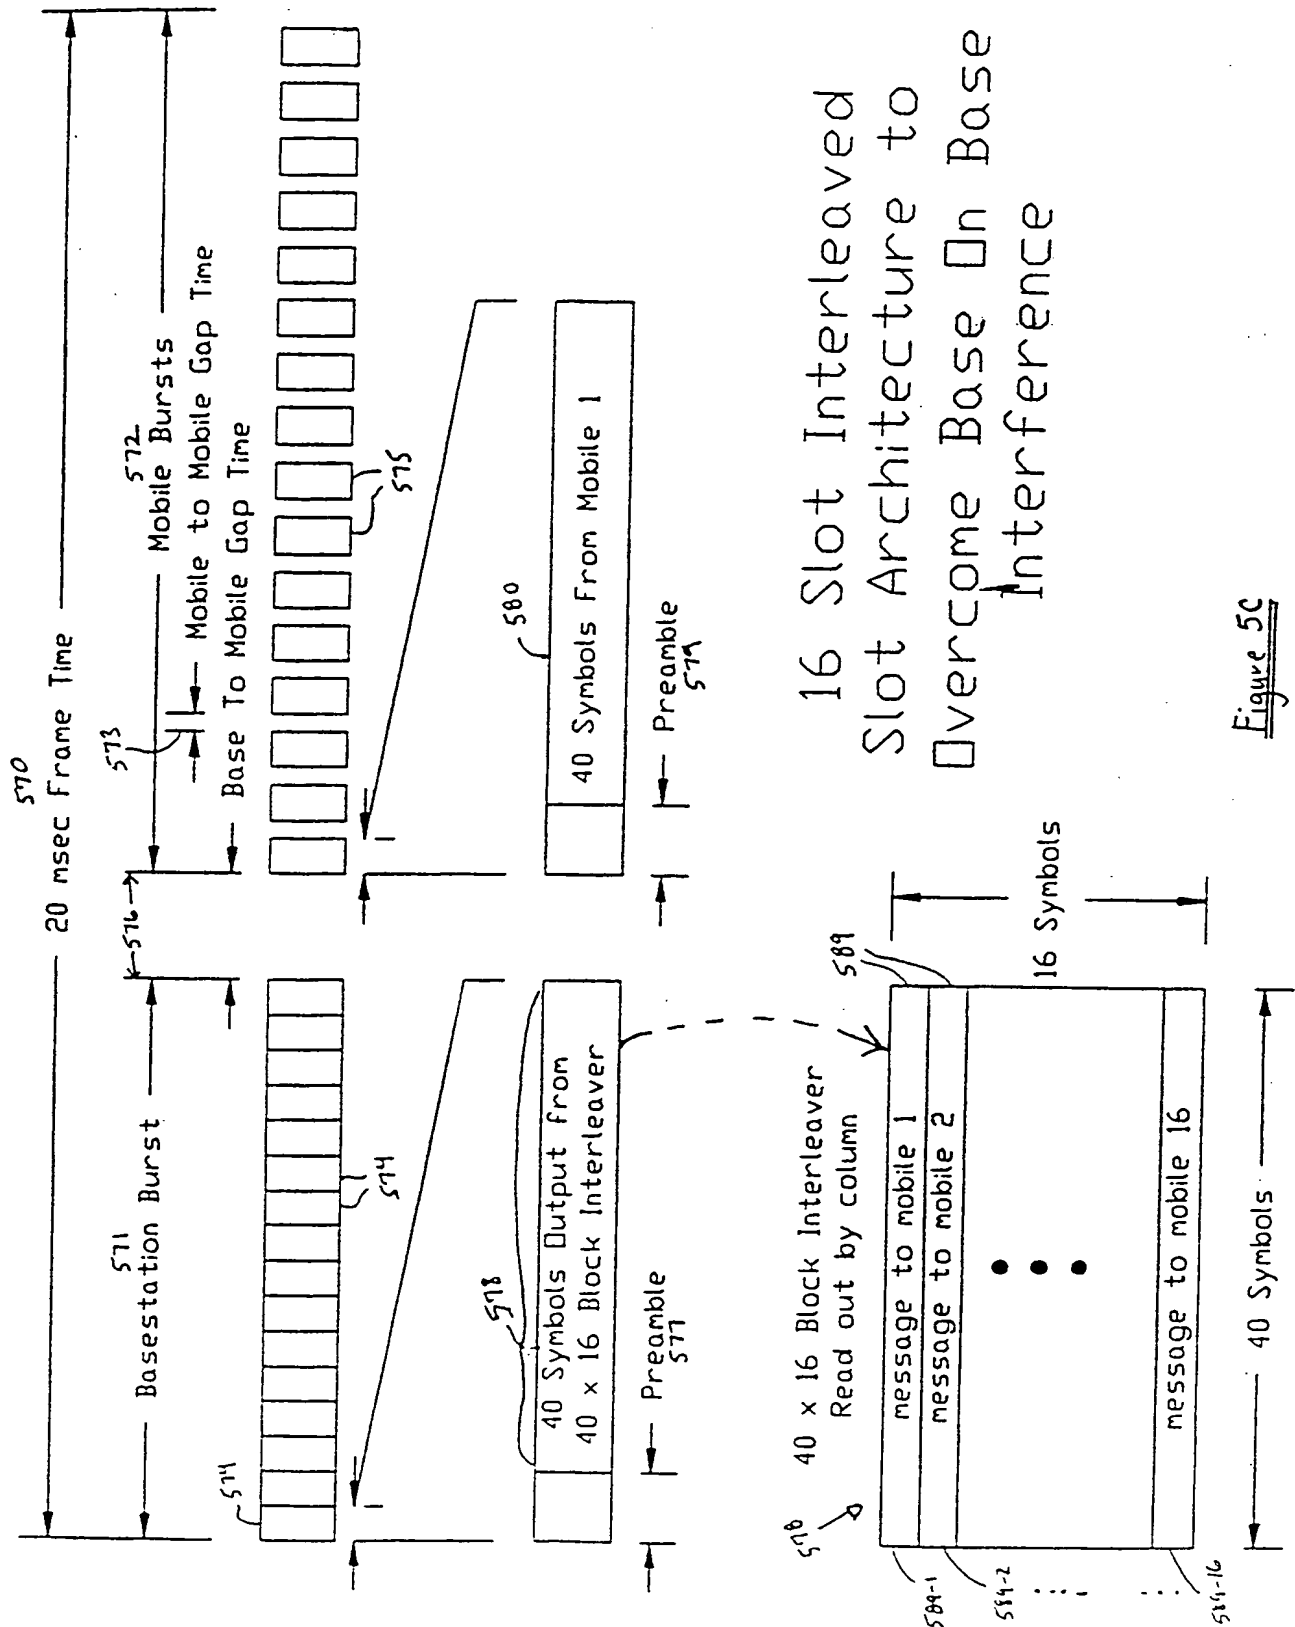 570
20 msec Frame Time
571
Basestation Burst
576
572
Mobile Bursts
573
Mobile to Mobile Gap Time
Base To Mobile Gap Time
574
574
575
578
40 Symbols Output from
40 x 16 Block Interleaver
Preamble
577
580
40 Symbols From Mobile 1
Preamble
579
578
40 x 16 Block Interleaver
Read out by column
589
589-1
message to mobile 1
589-2
message to mobile 2
589-16
message to mobile 16
16 Symbols
40 Symbols
16 Slot Interleaved
Slot Architecture to
Overcome Base On Base
Interference
Figure 5C